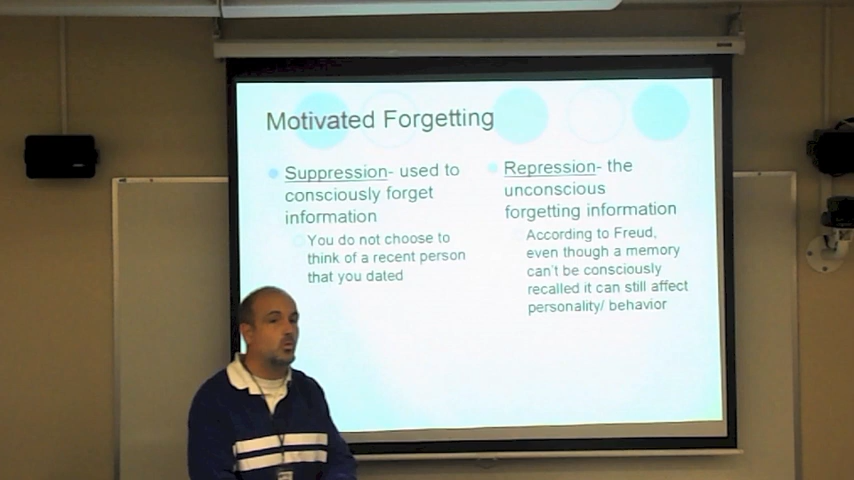 Motivated Forgetting
Suppression- used to
consciously forget
information
You do not choose to
think of a recent person
that you dated
Repression- the
unconscious
forgetting information
According to Freud,
even though a memory
can't be consciously
recalled it can still affect
personality/ behavior